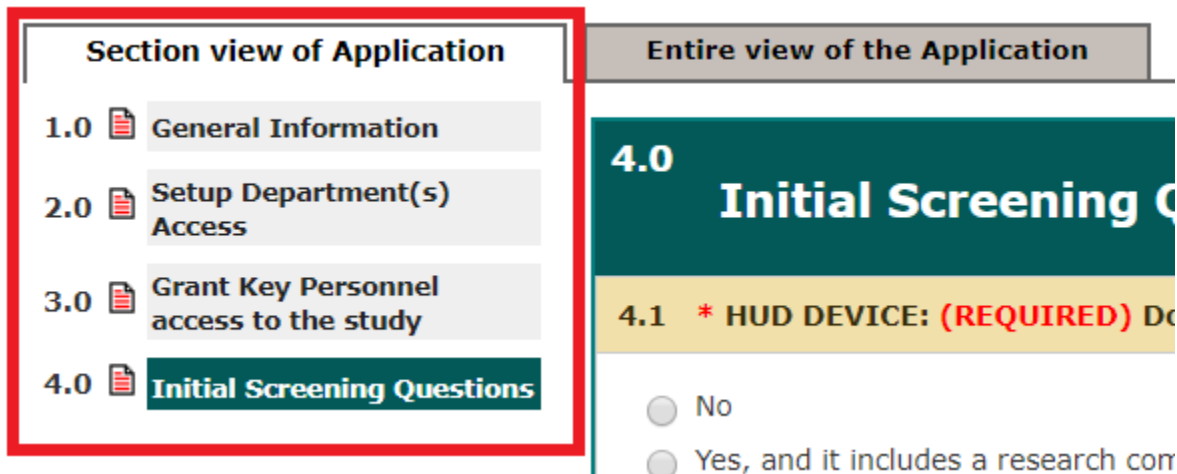 Section view of Application
Entire view of the Application
1.0 General Information
2.0 Setup Department(s)
Access
3.0 Grant Key Personnel
access to the study
4.0 Initial Screening Questions
4.0
Initial Screening
4.1 * HUD DEVICE: (REQUIRED)
No
Yes, and it includes a research